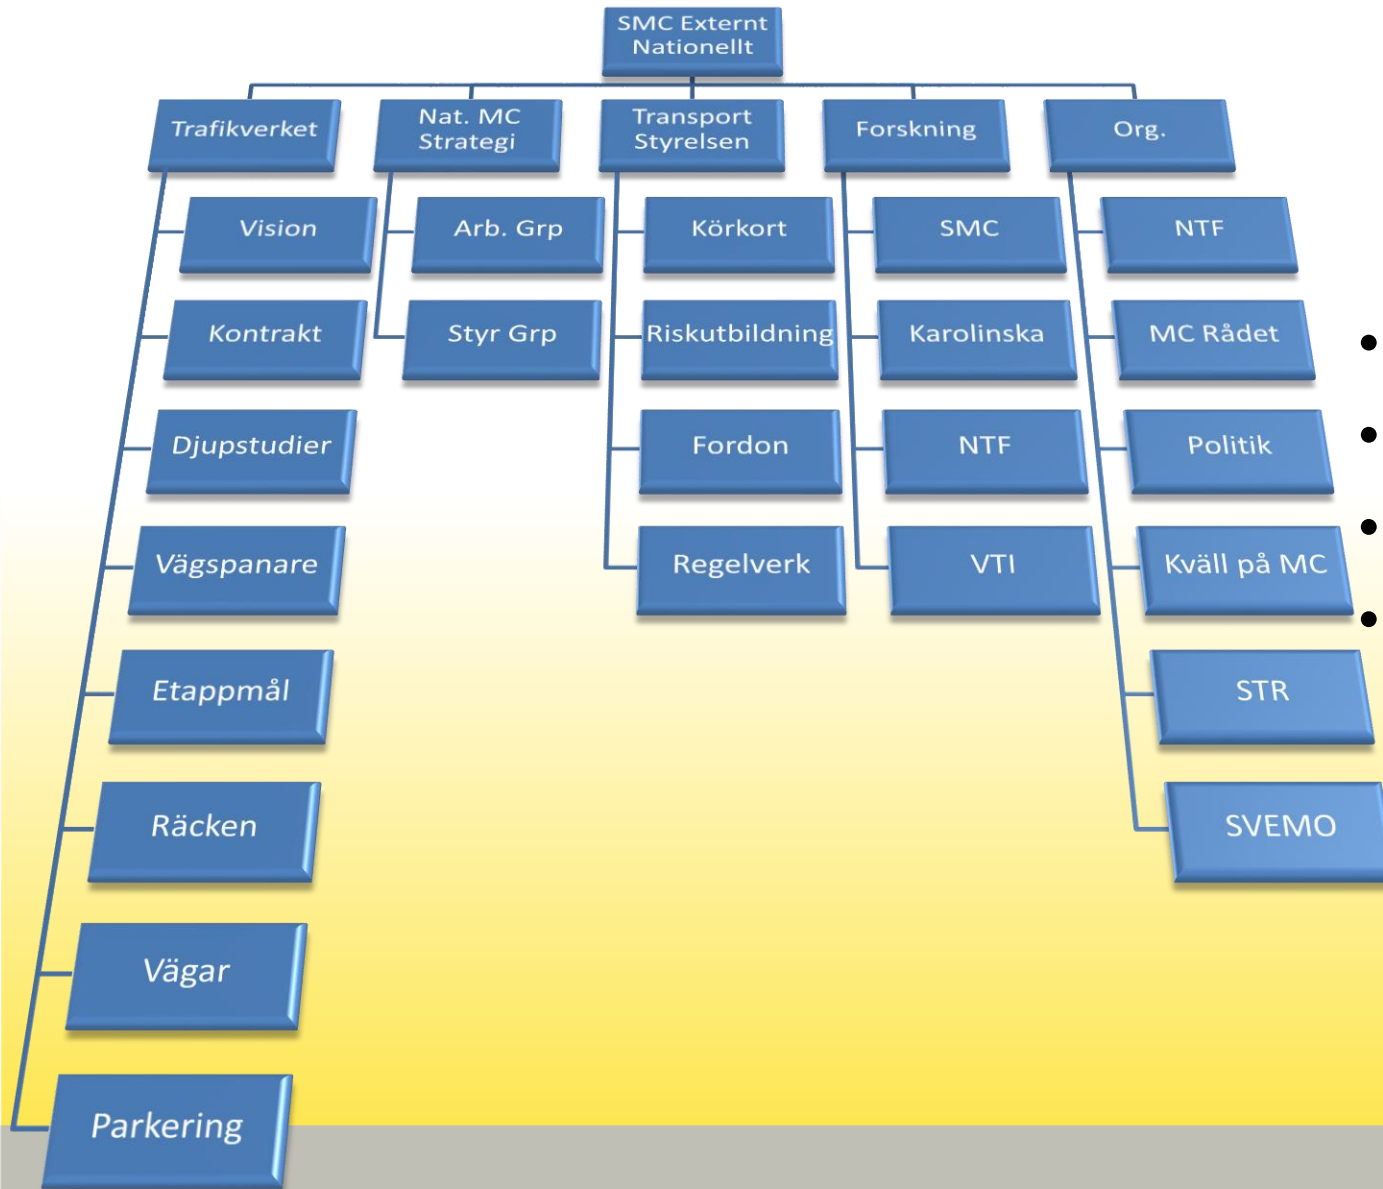 SMC Externt
Nationellt
Trafikverket
Nat. MC
Strategi
Transport
Styrelsen
Forskning
Org.
Vision
Arb. Grp
Körkort
SMC
NTF
Kontrakt
Styr Grp
Riskutbildning
Karolinska
MC Rådet
Djupstudier
Fordon
NTF
Politik
Vägspanare
Regelverk
VTI
Kväll på MC
Etappmål
STR
Räcken
SVEMO
Vägar
Parkering